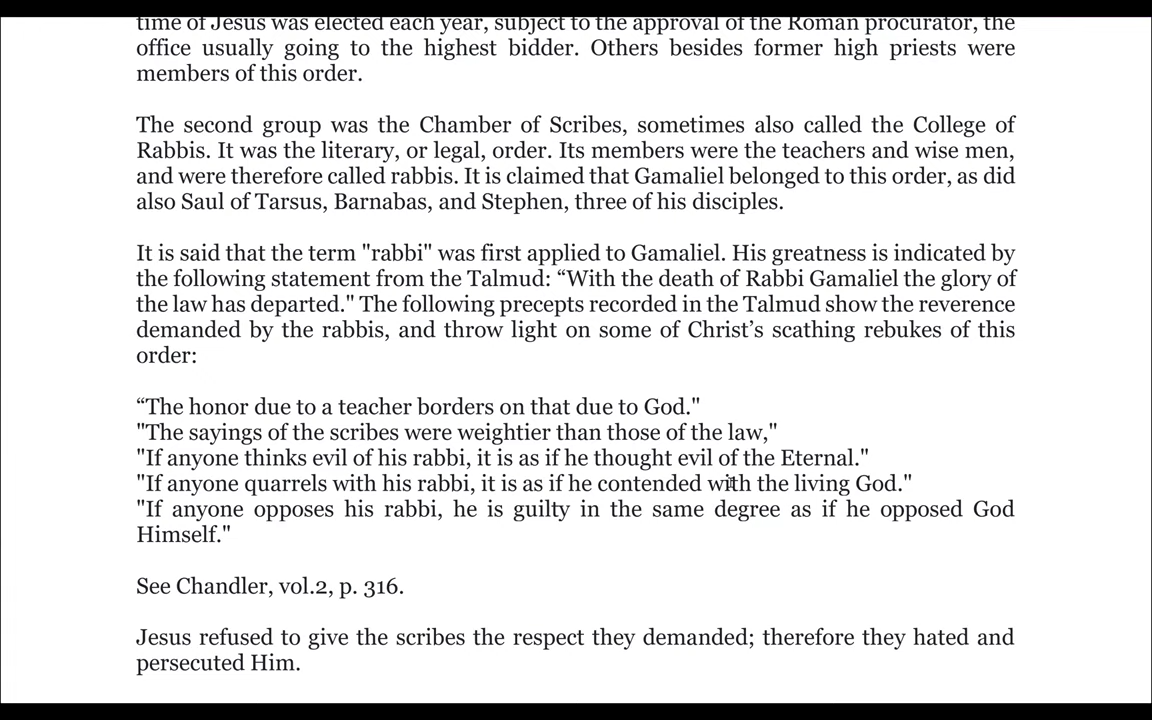 time of Jesus was elected each year, subject to the approval of the Roman procurator, the
office usually going to the highest bidder. Others besides former high priests were
members of this order.
The second group was the Chamber of Scribes, sometimes also called the College of
Rabbis. It was the literary, or legal, order. Its members were the teachers and wise men,
and were therefore called rabbis. It is claimed that Gamaliel belonged to this order, as did
also Saul of Tarsus, Barnabas, and Stephen, three of his disciples.
It is said that the term "rabbi" was first applied to Gamaliel. His greatness is indicated by
the following statement from the Talmud: “With the death of Rabbi Gamaliel the glory of
the law has departed." The following precepts recorded in the Talmud show the reverence
demanded by the rabbis, and throw light on some of Christ’s scathing rebukes of this
order:
“The honor due to a teacher borders on that due to God."
"The sayings of the scribes were weightier than those of the law,"
"If anyone thinks evil of his rabbi, it is as if he thought evil of the Eternal."
"If anyone quarrels with his rabbi, it is as if he contended with the living God."
"If anyone opposes his rabbi, he is guilty in the same degree as if he opposed God
Himself."
See Chandler, vol.2, p. 316.
Jesus refused to give the scribes the respect they demanded; therefore they hated and
persecuted Him.